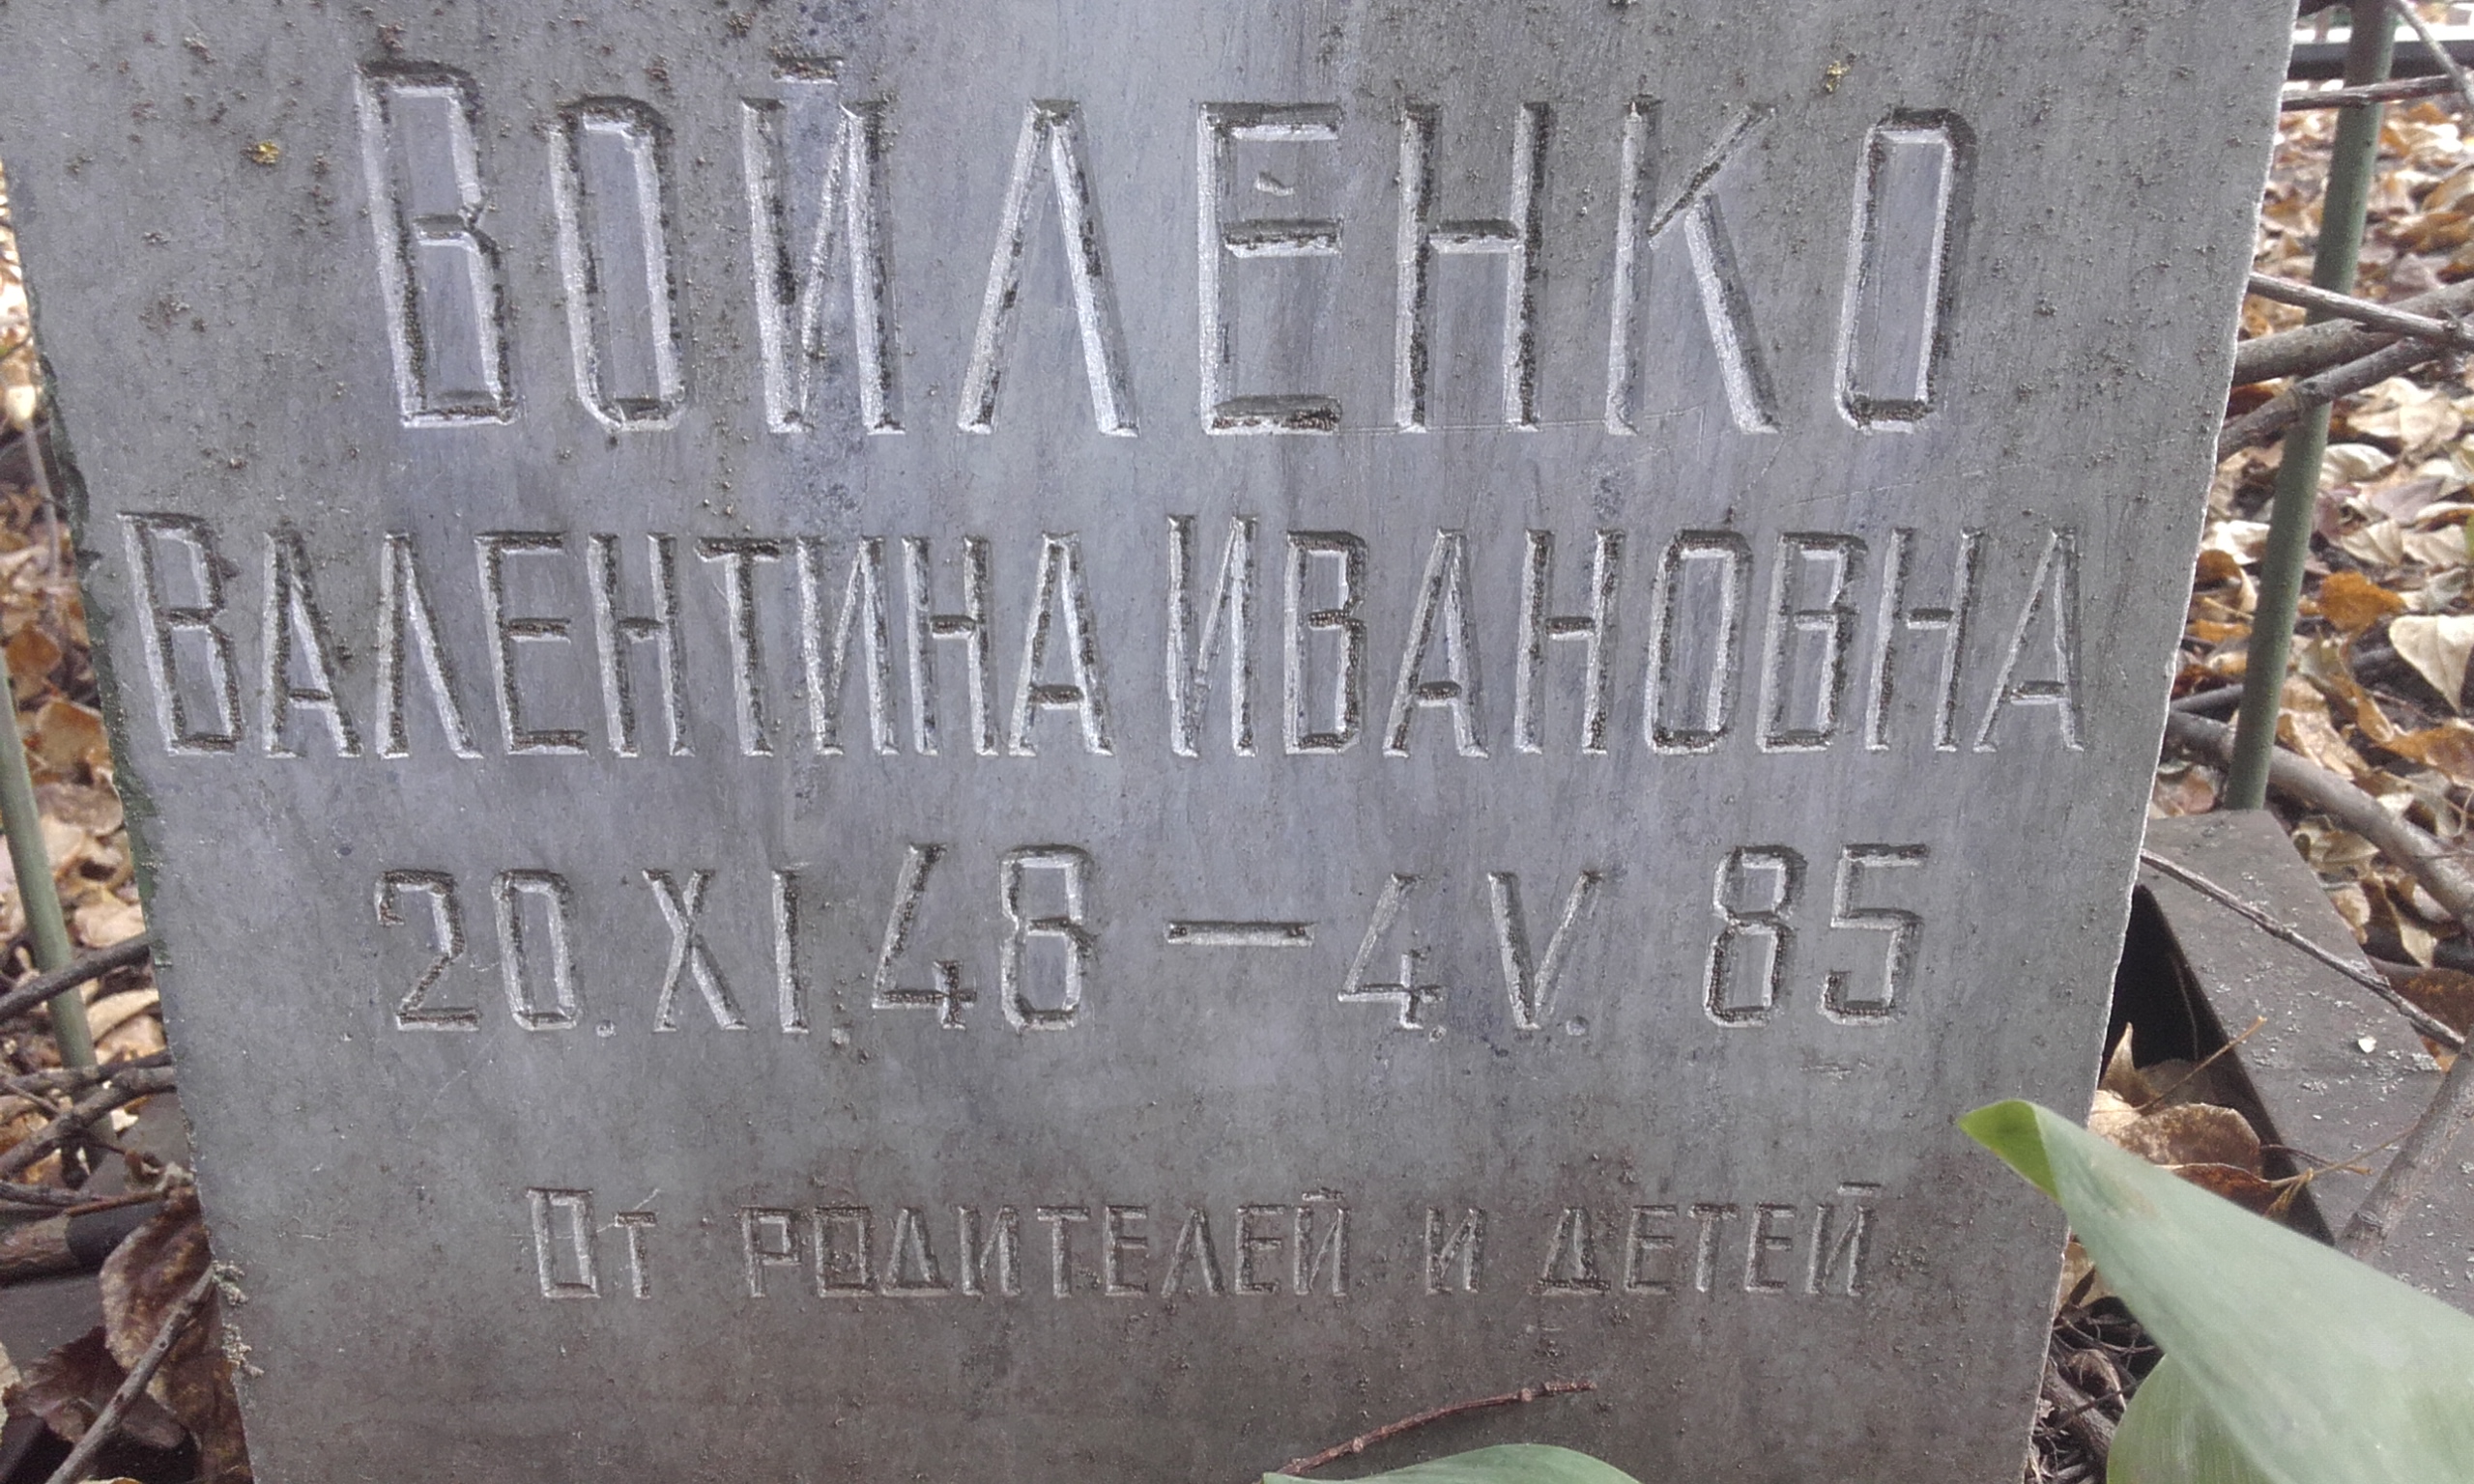 ВОЙЛЕНКО
ВАЛЕНТИНА ИВАНОВНА
20.XI.48 — 4.V.85
ОТ РОДИТЕЛЕЙ И ДЕТЕЙ